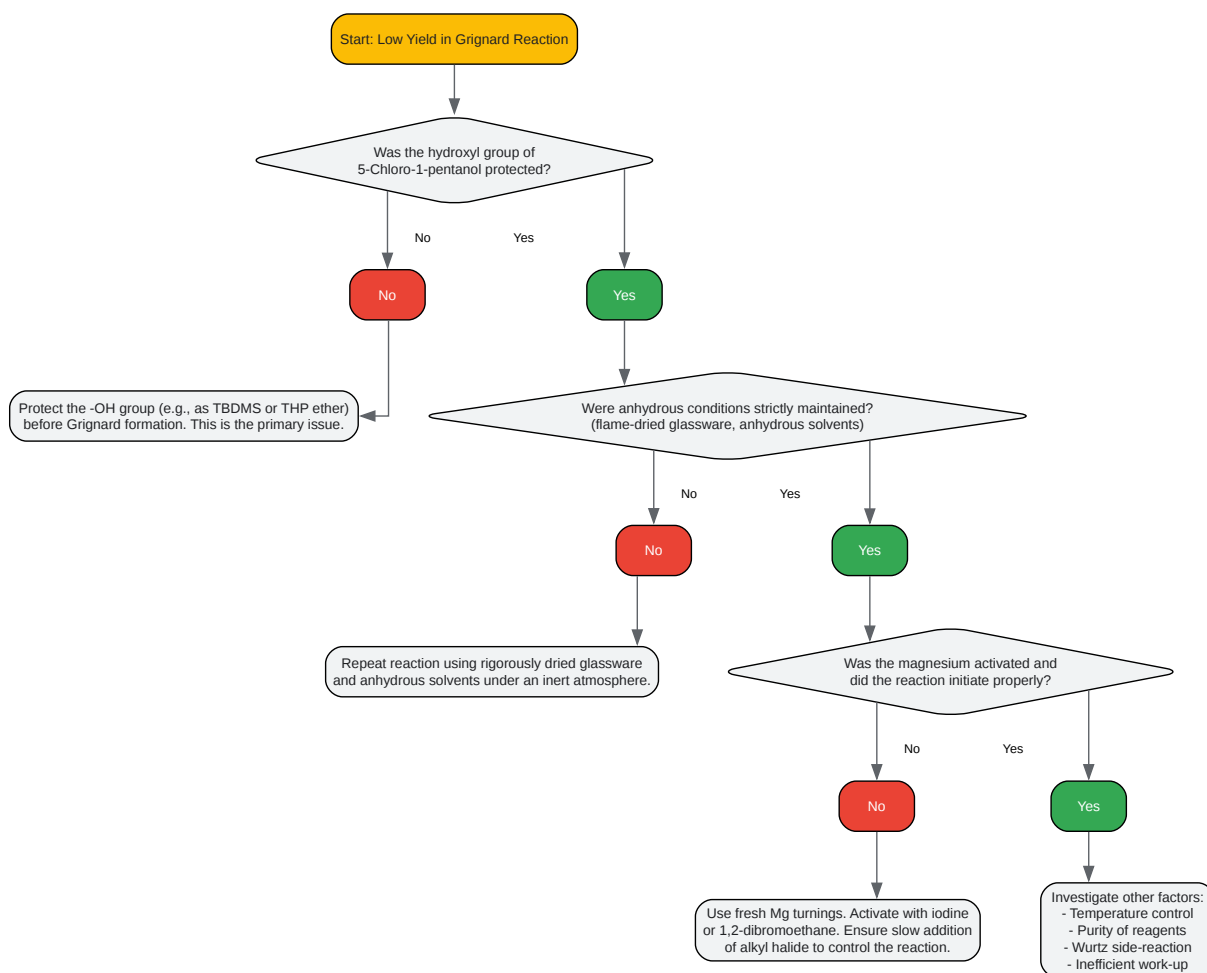 Start: Low Yield in Grignard Reaction
Was the hydroxyl group of
5-Chloro-1-pentanol protected?
No
Yes
No
Yes
Protect the -OH group (e.g., as TBDMS or THP ether)
before Grignard formation. This is the primary issue.
Were anhydrous conditions strictly maintained?
(flame-dried glassware, anhydrous solvents)
No
Yes
No
Yes
Repeat reaction using rigorously dried glassware
and anhydrous solvents under an inert atmosphere.
Was the magnesium activated and
did the reaction initiate properly?
No
Yes
No
Yes
Use fresh Mg turnings. Activate with iodine
or 1,2-dibromoethane. Ensure slow addition
of alkyl halide to control the reaction.
Investigate other factors:
- Temperature control
- Purity of reagents
- Wurtz side-reaction
- Inefficient work-up